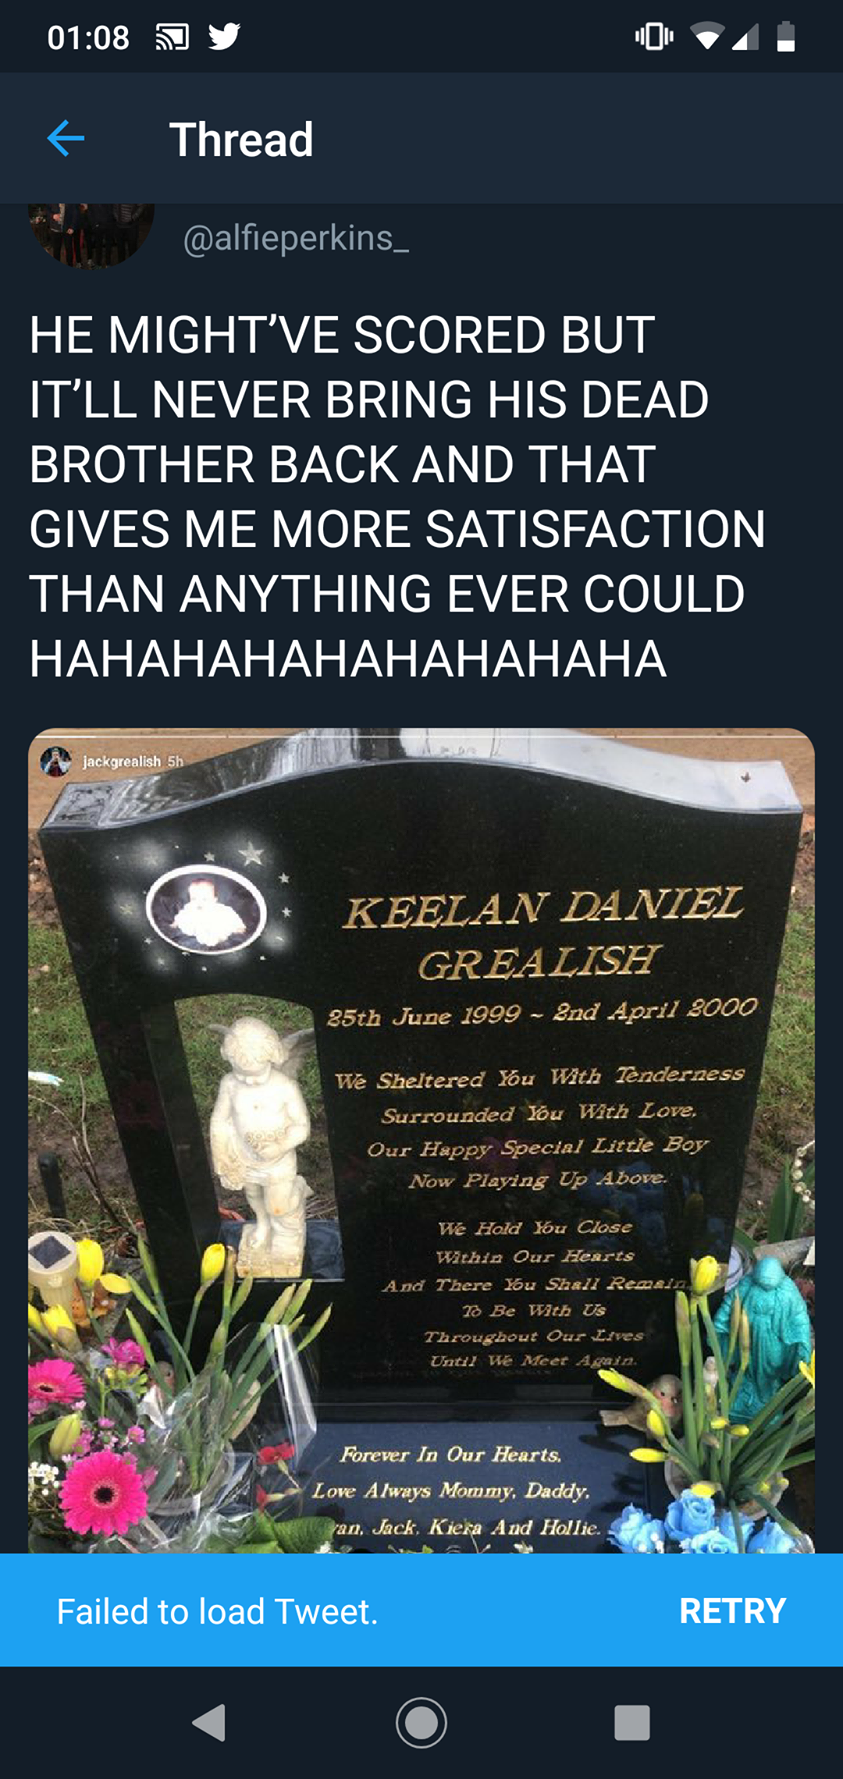 01:08
Thread
@alfieperkins_
HE MIGHT’VE SCORED BUT
IT’LL NEVER BRING HIS DEAD
BROTHER BACK AND THAT
GIVES ME MORE SATISFACTION
THAN ANYTHING EVER COULD
HAHAHAHAHAHAHAHAHA
jackgrealish 5h
KEELAN DANIEL
GREALISH
25th June 1999 ~ 2nd April 2000
We Sheltered You With Tenderness
Surrounded You With Love.
Our Happy Special Little Boy
Now Playing Up Above.
We Hold You Close
Within Our Hearts
And There You Shall Remain
To Be With Us
Throughout Our Lives
Until We Meet Again.
Forever In Our Hearts.
Love Always Mommy, Daddy,
Jack, Kiera And Hollie.
Failed to load Tweet.
RETRY